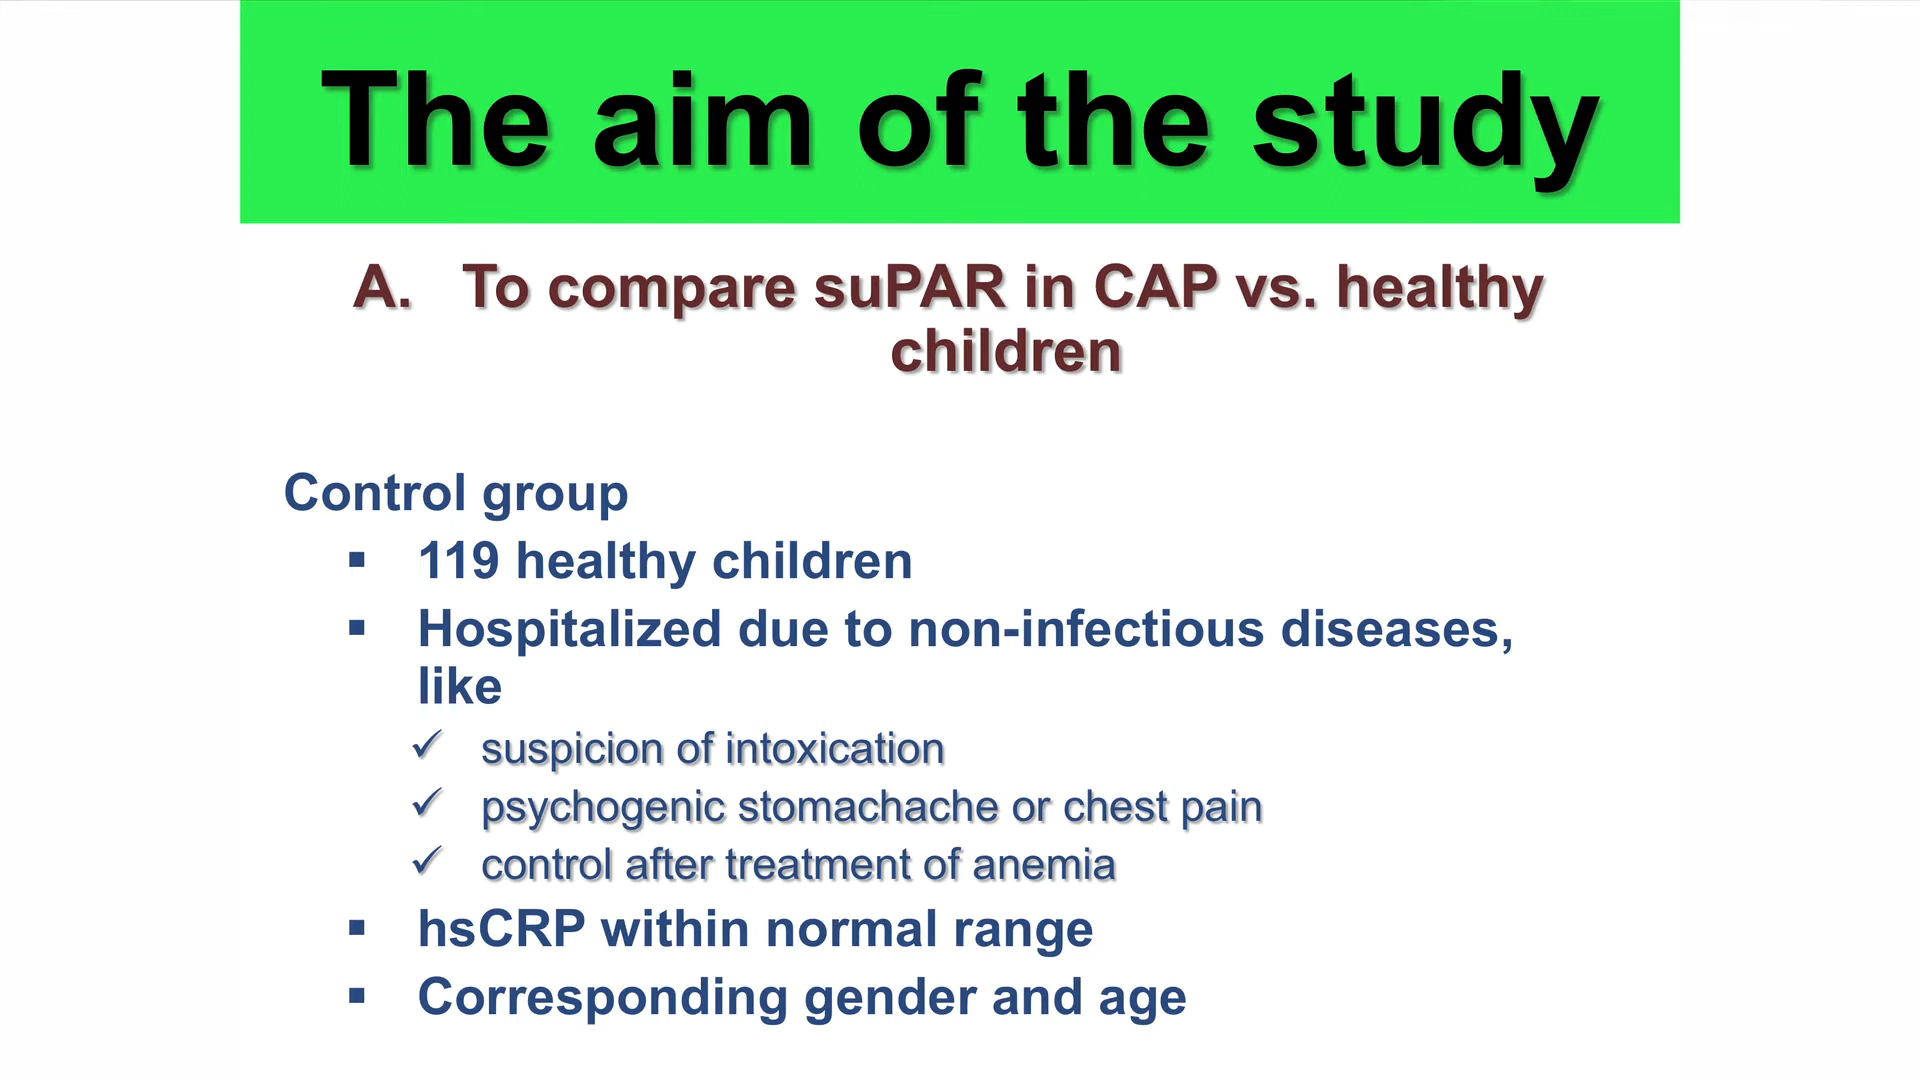 The aim of the study
A. To compare suPAR in CAP vs. healthy
children
Control group
▪ 119 healthy children
▪ Hospitalized due to non-infectious diseases,
like
✓ suspicion of intoxication
✓ psychogenic stomachache or chest pain
✓ control after treatment of anemia
▪ hsCRP within normal range
▪ Corresponding gender and age